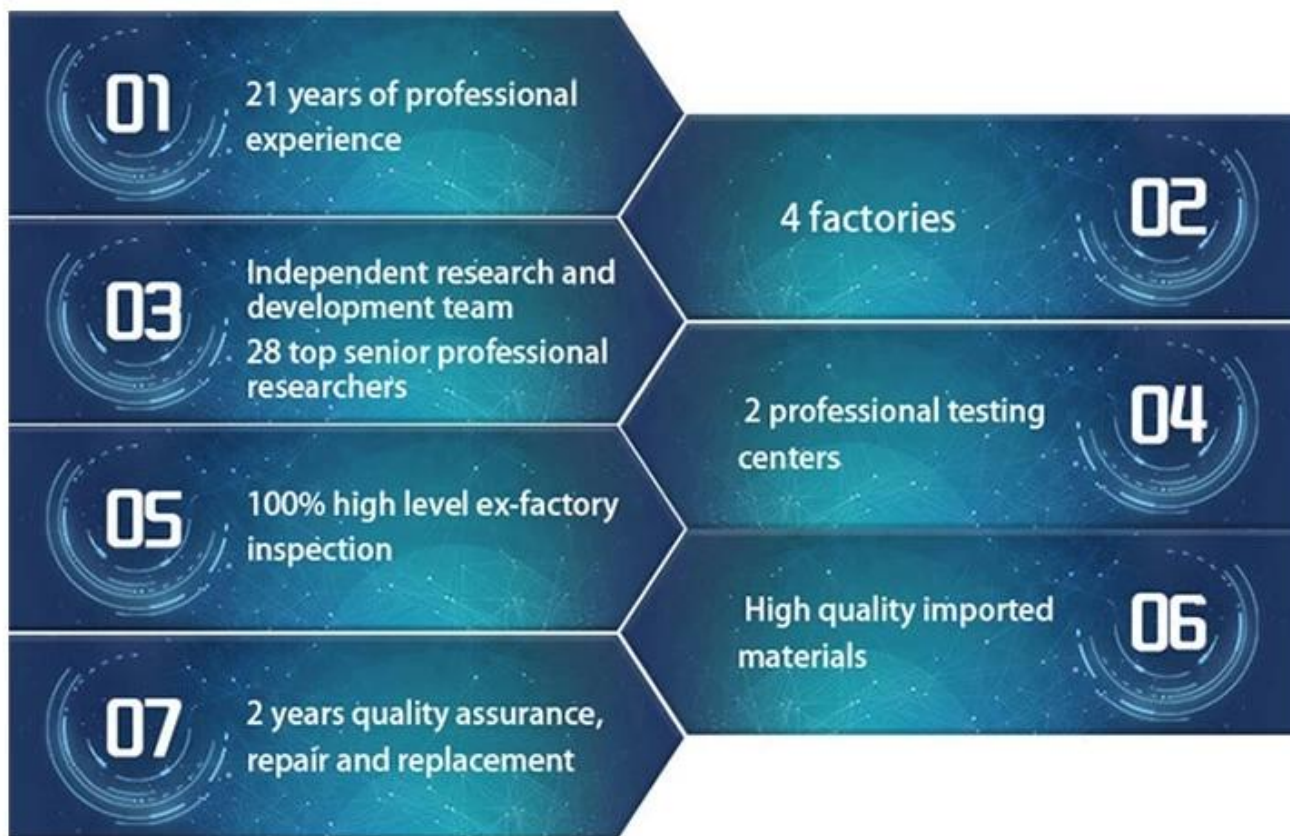 01
21 years of professional
experience
02
4 factories
03
Independent research and
development team
28 top senior professional
researchers
04
2 professional testing
centers
05
100% high level ex-factory
inspection
06
High quality imported
materials
07
2 years quality assurance,
repair and replacement